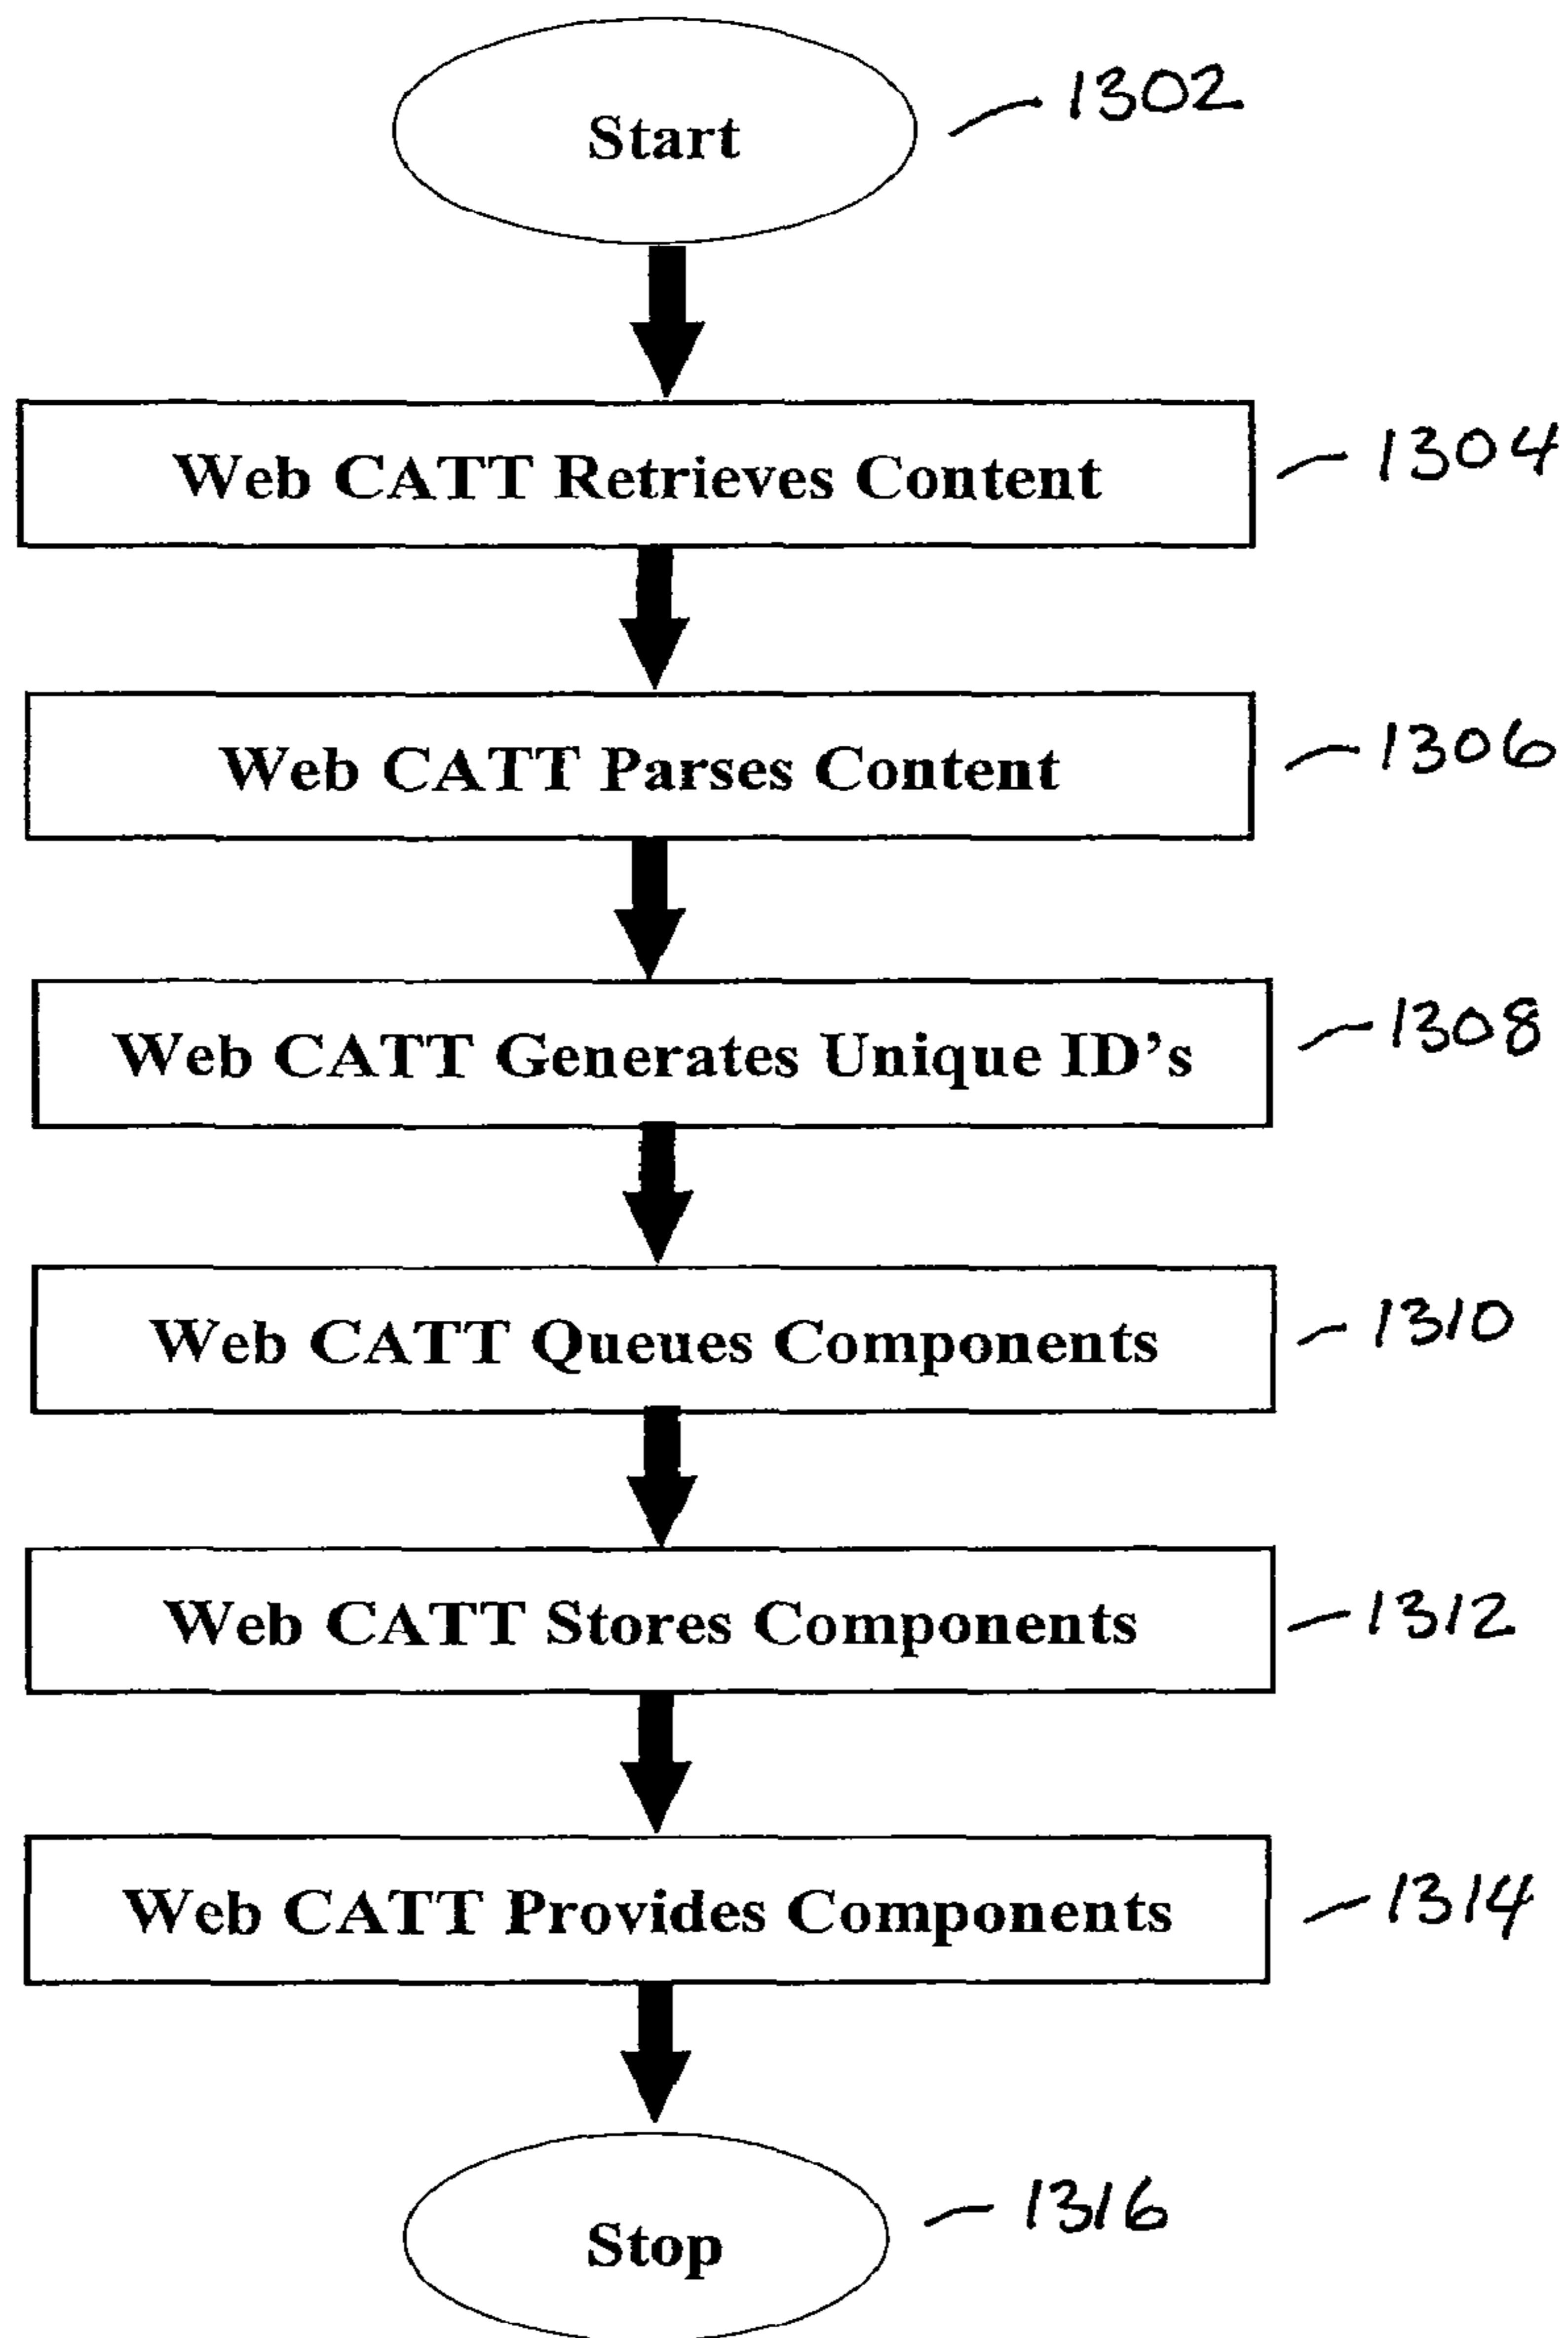 Start
1302
Web CATT Retrieves Content
1304
Web CATT Parses Content
1306
Web CATT Generates Unique ID’s
1308
Web CATT Queues Components
1310
Web CATT Stores Components
1312
Web CATT Provides Components
1314
Stop
1316